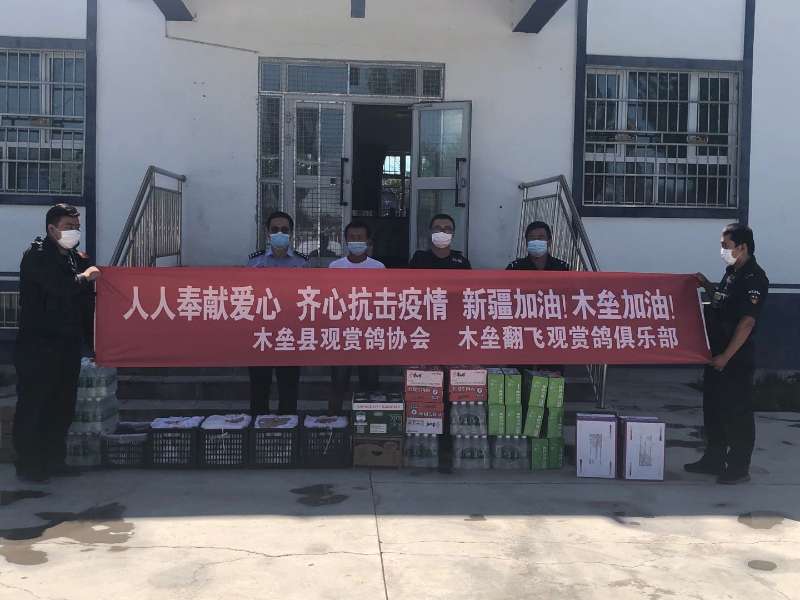 人人奉献爱心 齐心抗击疫情 新疆加油!木垒加油!
木垒县观赏鸽协会 木垒翻飞观赏鸽俱乐部